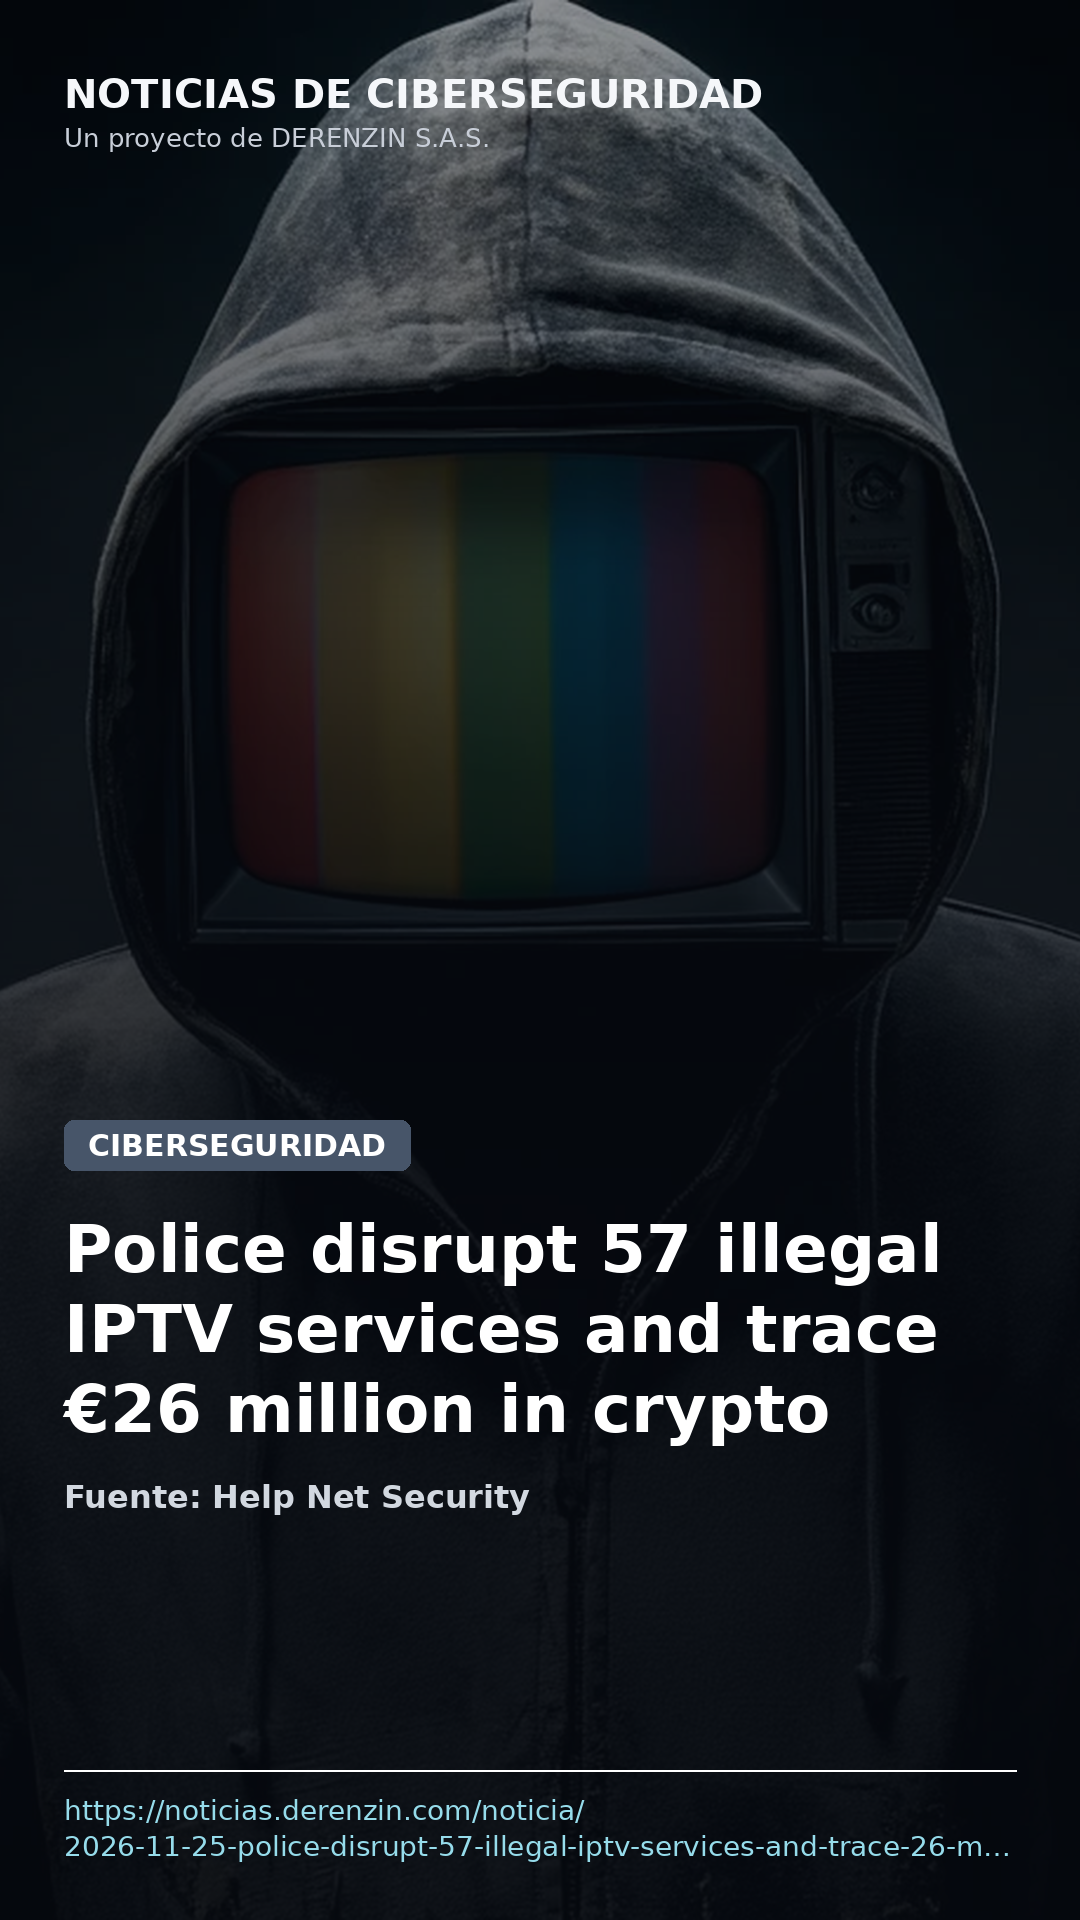 NOTICIAS DE CIBERSEGURIDAD
Un proyecto de DERENZIN S.A.S.
CIBERSEGURIDAD
Police disrupt 57 illegal
IPTV services and trace
€26 million in crypto
Fuente: Help Net Security
https://noticias.derenzin.com/noticia/
2026-11-25-police-disrupt-57-illegal-iptv-services-and-trace-26-m...